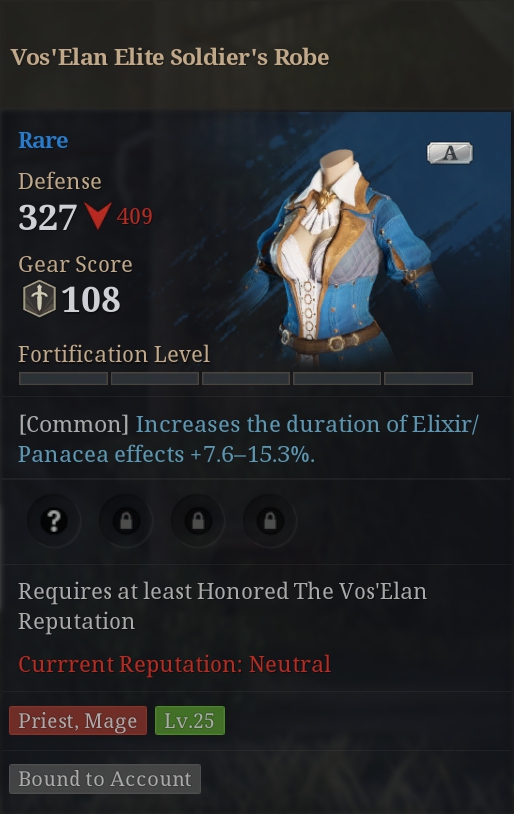 Vos'Elan Elite Soldier's Robe
Rare
A
Defense
327 409
Gear Score
108
Fortification Level
[Common] Increases the duration of Elixir/
Panacea effects +7.6–15.3%.
?
Requires at least Honored The Vos'Elan
Reputation
Currrent Reputation: Neutral
Priest, Mage Lv.25
Bound to Account